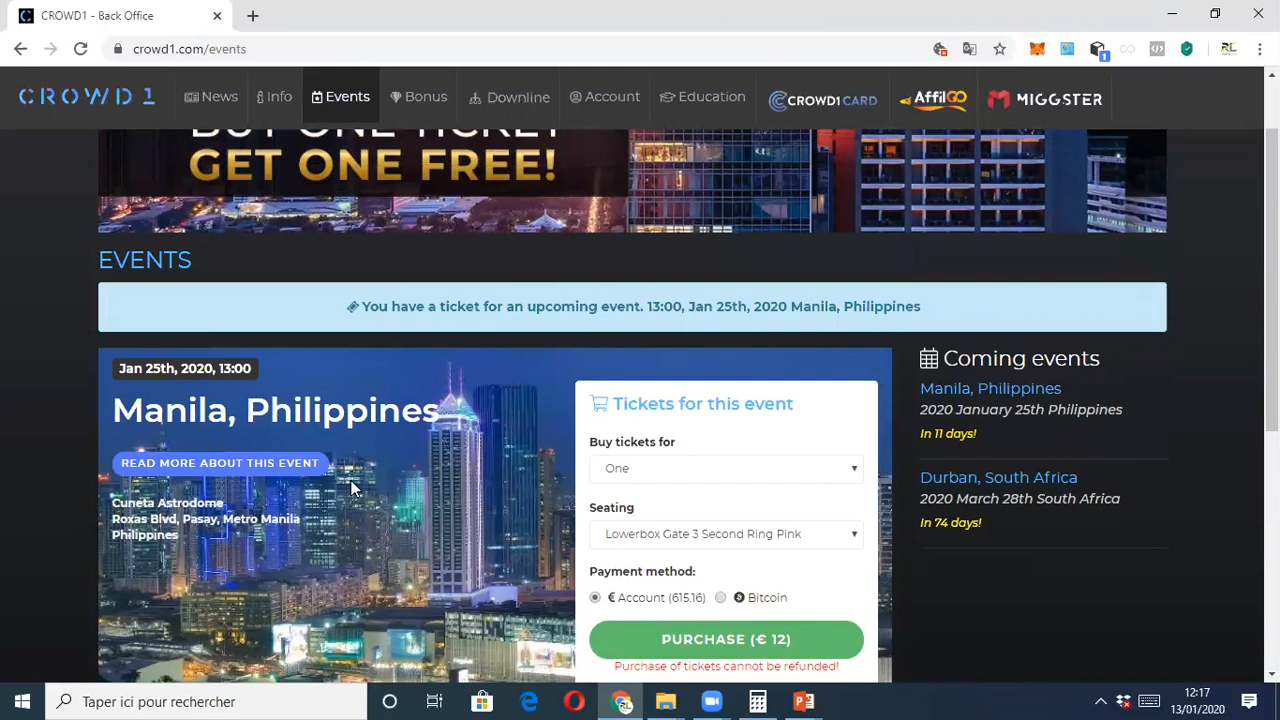 CROWD1 - Back Office
crowd1.com/events
CROWD1
News
Info
Events
Bonus
Downline
Account
Education
CROWD1CARD
AFFILGO
MIGGSTER
BUY ONE TICKET
GET ONE FREE!
EVENTS
You have a ticket for an upcoming event. 13:00, Jan 25th, 2020 Manila, Philippines
Jan 25th, 2020, 13:00
Manila, Philippines
READ MORE ABOUT THIS EVENT
Cuneta Astrodome
Roxas Blvd, Pasay, Metro Manila
Philippines
Tickets for this event
Buy tickets for
One
Seating
Lowerbox Gate 3 Second Ring Pink
Payment method:
€ Account (615.16) Bitcoin
PURCHASE (€ 12)
Purchase of tickets cannot be refunded!
Coming events
Manila, Philippines
2020 January 25th Philippines
In 11 days!
Durban, South Africa
2020 March 28th South Africa
In 74 days!
Taper ici pour rechercher
12:17
13/01/2020